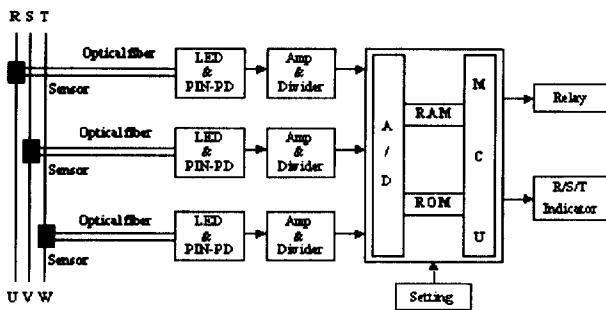 R S T
Optical fiber
Sensor
LED
&
PIN-PD
Amp
&
Divider
Optical fiber
Sensor
LED
&
PIN-PD
Amp
&
Divider
Optical fiber
Sensor
LED
&
PIN-PD
Amp
&
Divider
U V W
A
/
D
RAM
ROM
M
C
U
Relay
R/S/T
Indicator
Setting